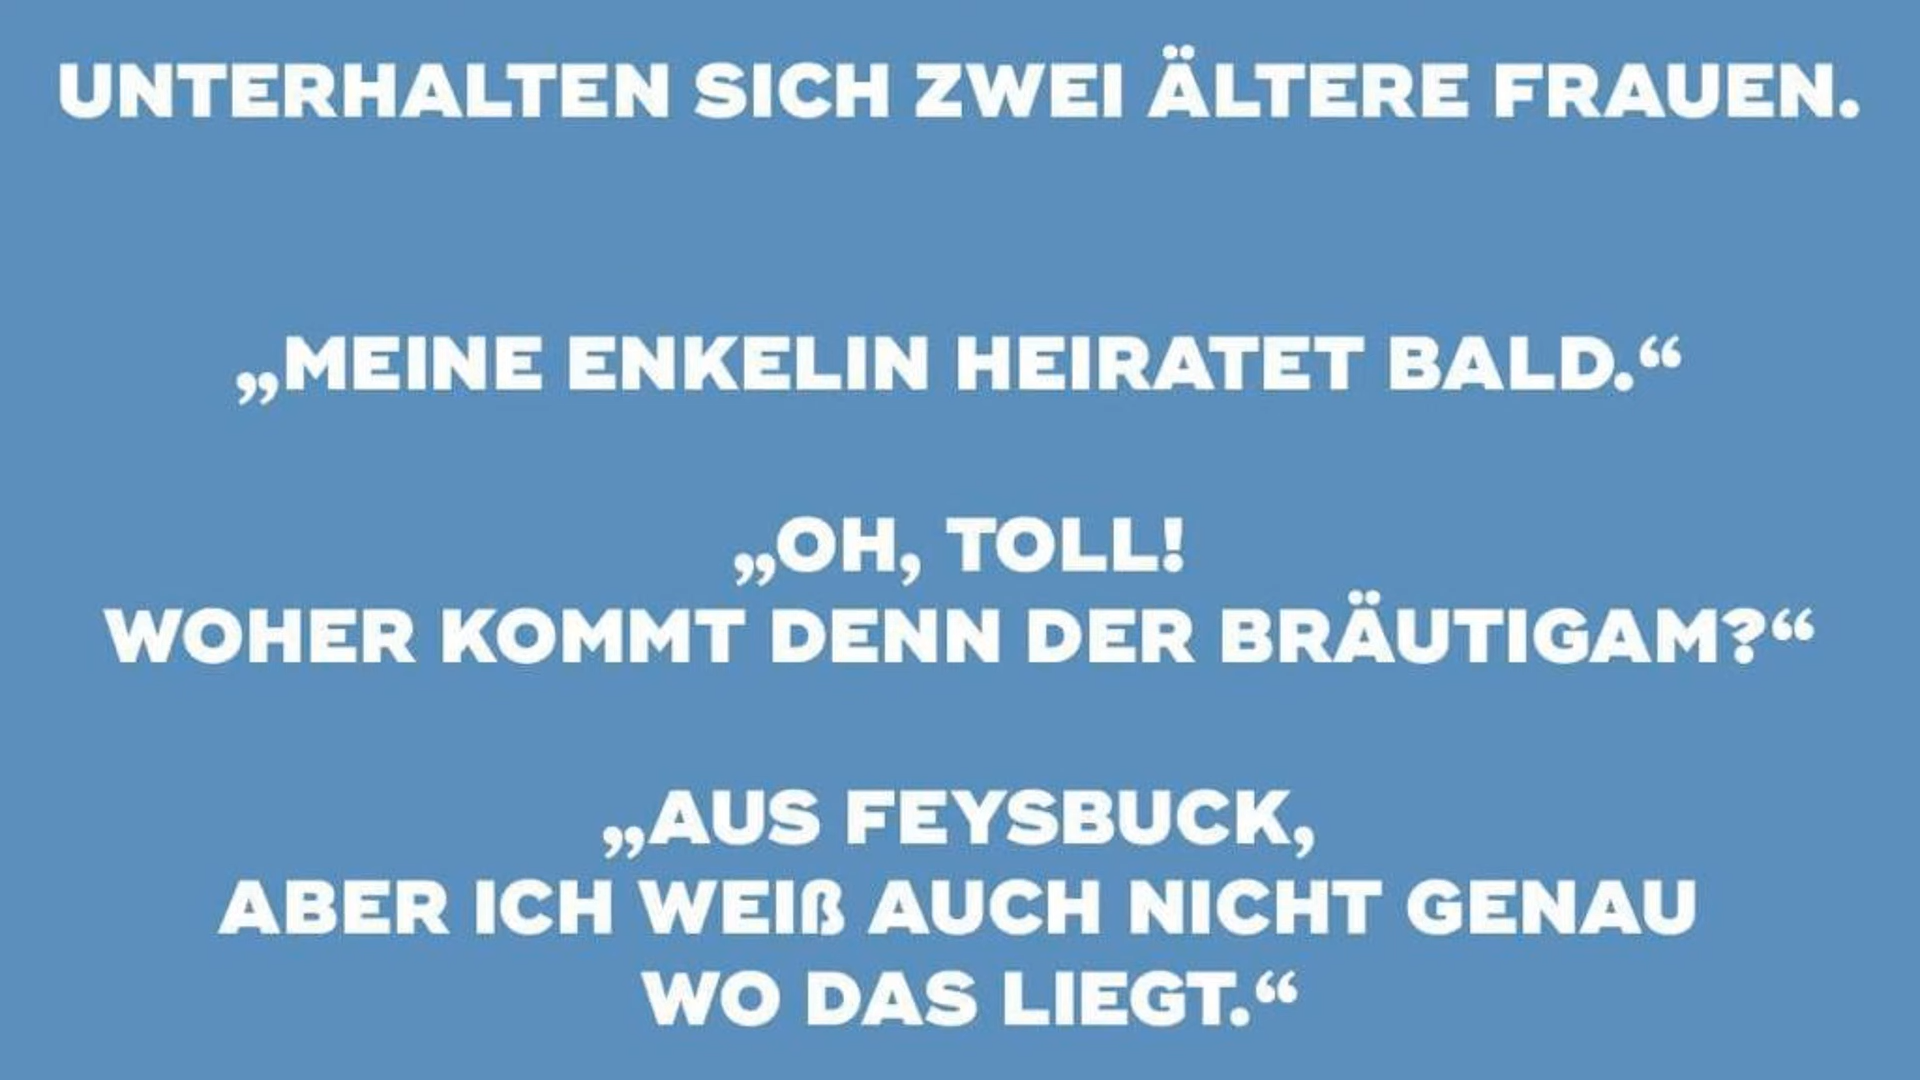 UNTERHALTEN SICH ZWEI ÄLTERE FRAUEN.
„MEINE ENKELIN HEIRATET BALD.“
„OH, TOLL!
WOHER KOMMT DENN DER BRÄUTIGAM?“
„AUS FEYSBUCK,
ABER ICH WEIß AUCH NICHT GENAU
WO DAS LIEGT.“